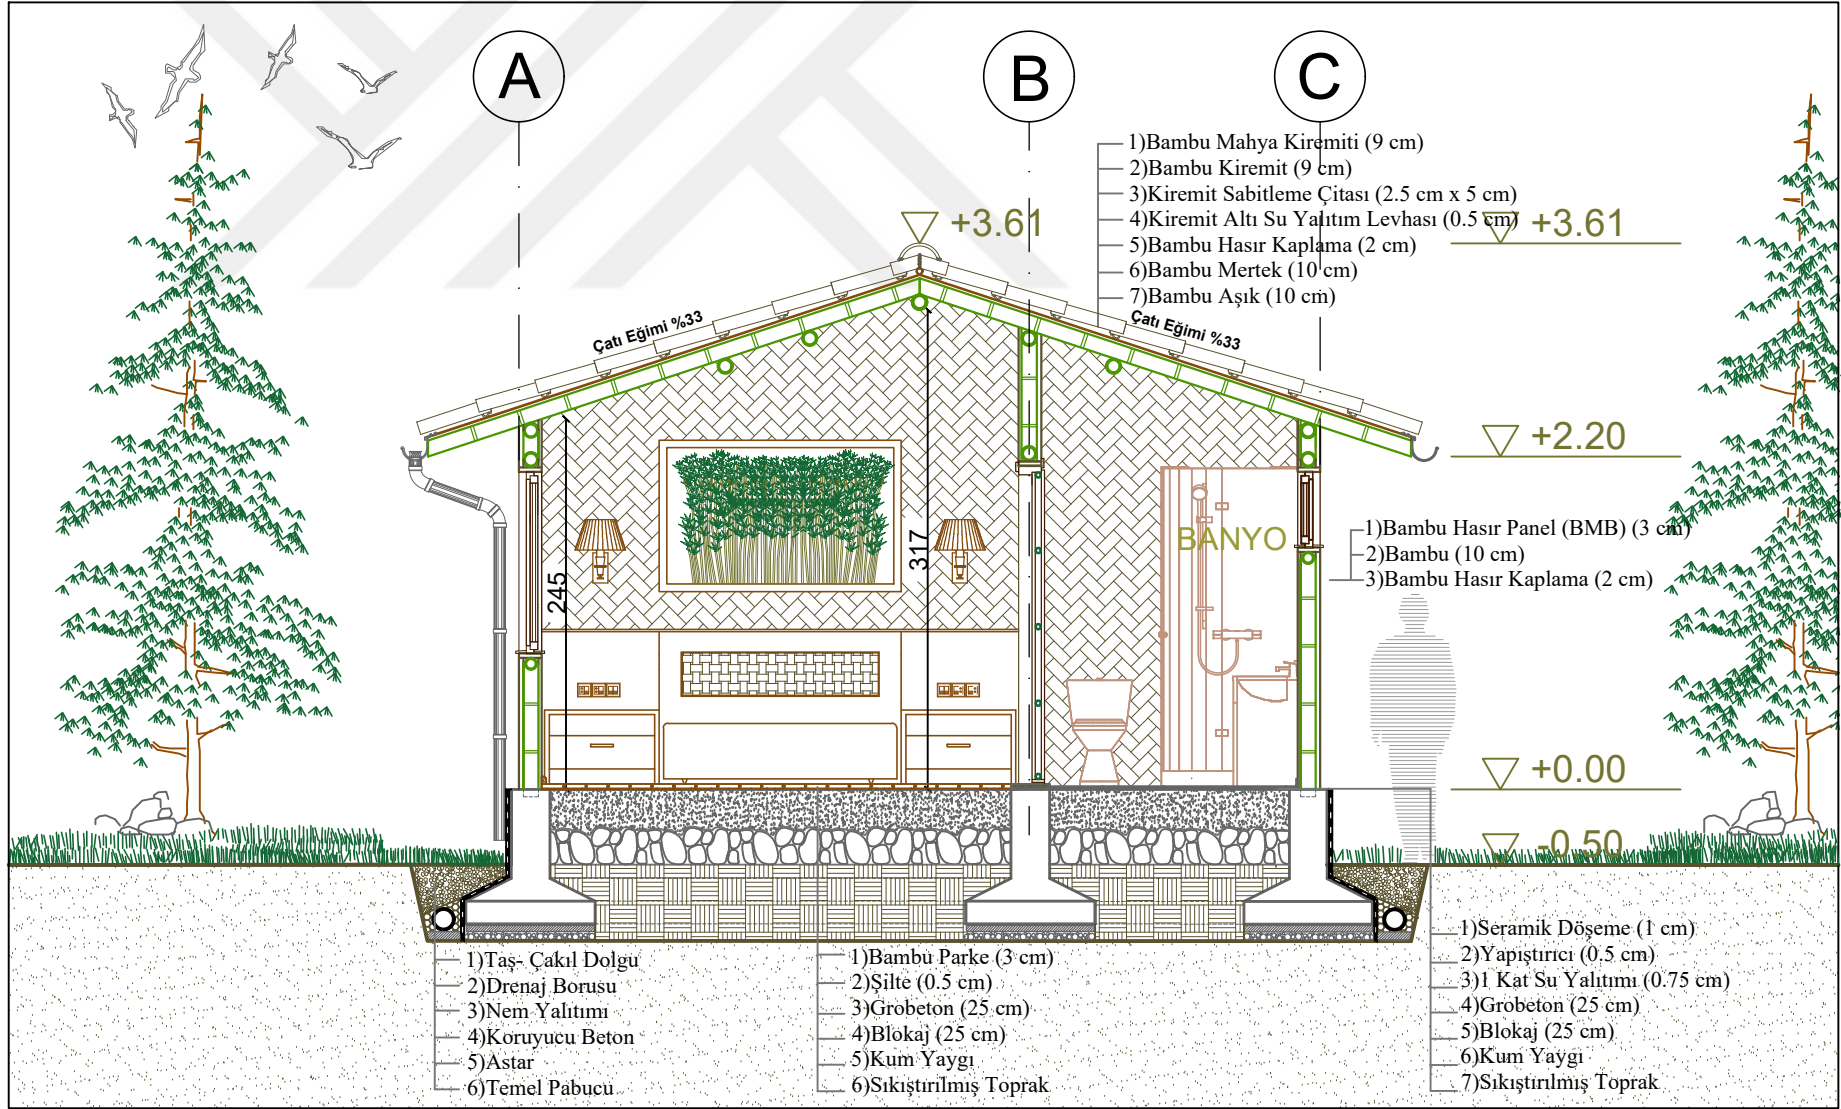 A
B
C
1)Bambu Mahya Kiremiti (9 cm)
2)Bambu Kiremit (9 cm)
3)Kiremit Sabitleme Çitası (2.5 cm x 5 cm)
4)Kiremit Altı Su Yalıtım Levhası (0.5 cm)
5)Bambu Hasır Kaplama (2 cm)
6)Bambu Mertek (10 cm)
7)Bambu Aşık (10 cm)
+3.61
+3.61
Çatı Eğimi %33
Çatı Eğimi %33
+2.20
BANYO
1)Bambu Hasır Panel (BMB) (3 cm)
2)Bambu (10 cm)
3)Bambu Hasır Kaplama (2 cm)
245
317
+0.00
-0.50
1)Taş- Çakıl Dolgu
2)Drenaj Borusu
3)Nem Yalıtımı
4)Koruyucu Beton
5)Astar
6)Temel Pabucu
1)Bambu Parke (3 cm)
2)Şilte (0.5 cm)
3)Grobeton (25 cm)
4)Blokaj (25 cm)
5)Kum Yaygı
6)Sıkıştırılmış Toprak
1)Seramik Döşeme (1 cm)
2)Yapıştırıcı (0.5 cm)
3)1 Kat Su Yalıtımı (0.75 cm)
4)Grobeton (25 cm)
5)Blokaj (25 cm)
6)Kum Yaygı
7)Sıkıştırılmış Toprak